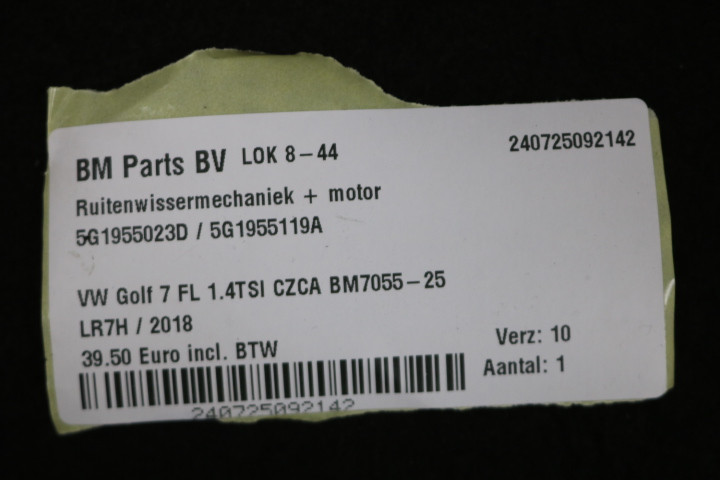 BM Parts BV LOK 8-44 240725092142
Ruitenwissermechaniek + motor
5G1955023D / 5G1955119A
VW Golf 7 FL 1.4TSI CZCA BM7055-25
LR7H / 2018
Verz: 10
39.50 Euro incl. BTW
Aantal: 1
240725092142